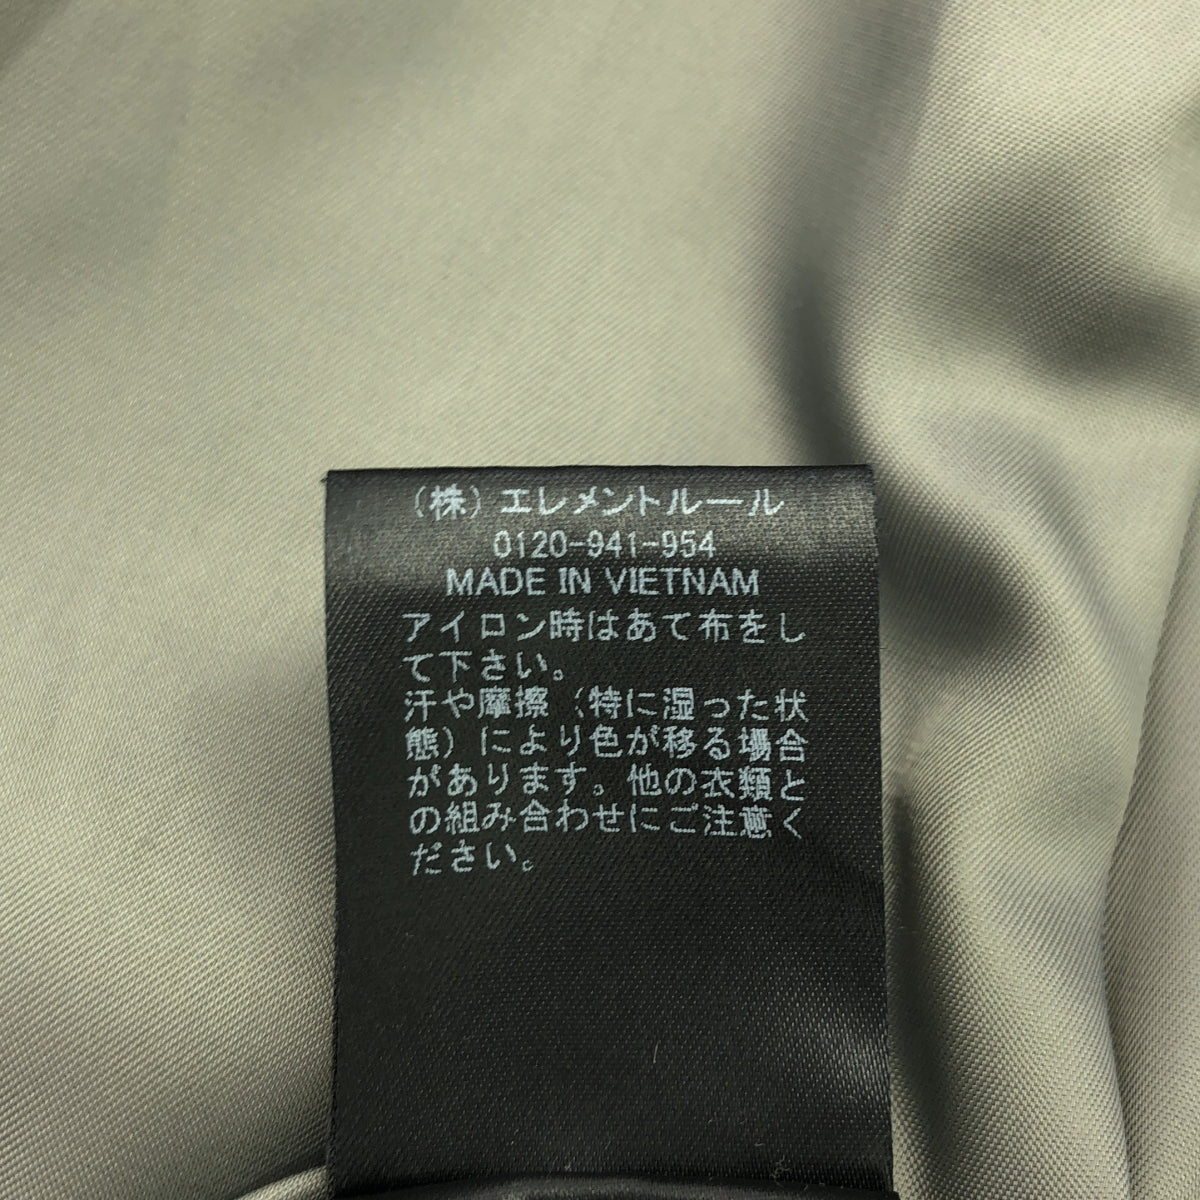 (株)エレメントルール
0120-941-954
MADE IN VIETNAM
アイロン時はあて布をし
て下さい。
汗や摩擦(特に湿った状
態)により色が移る場合
があります。他の衣類と
の組み合わせにご注意く
ださい。